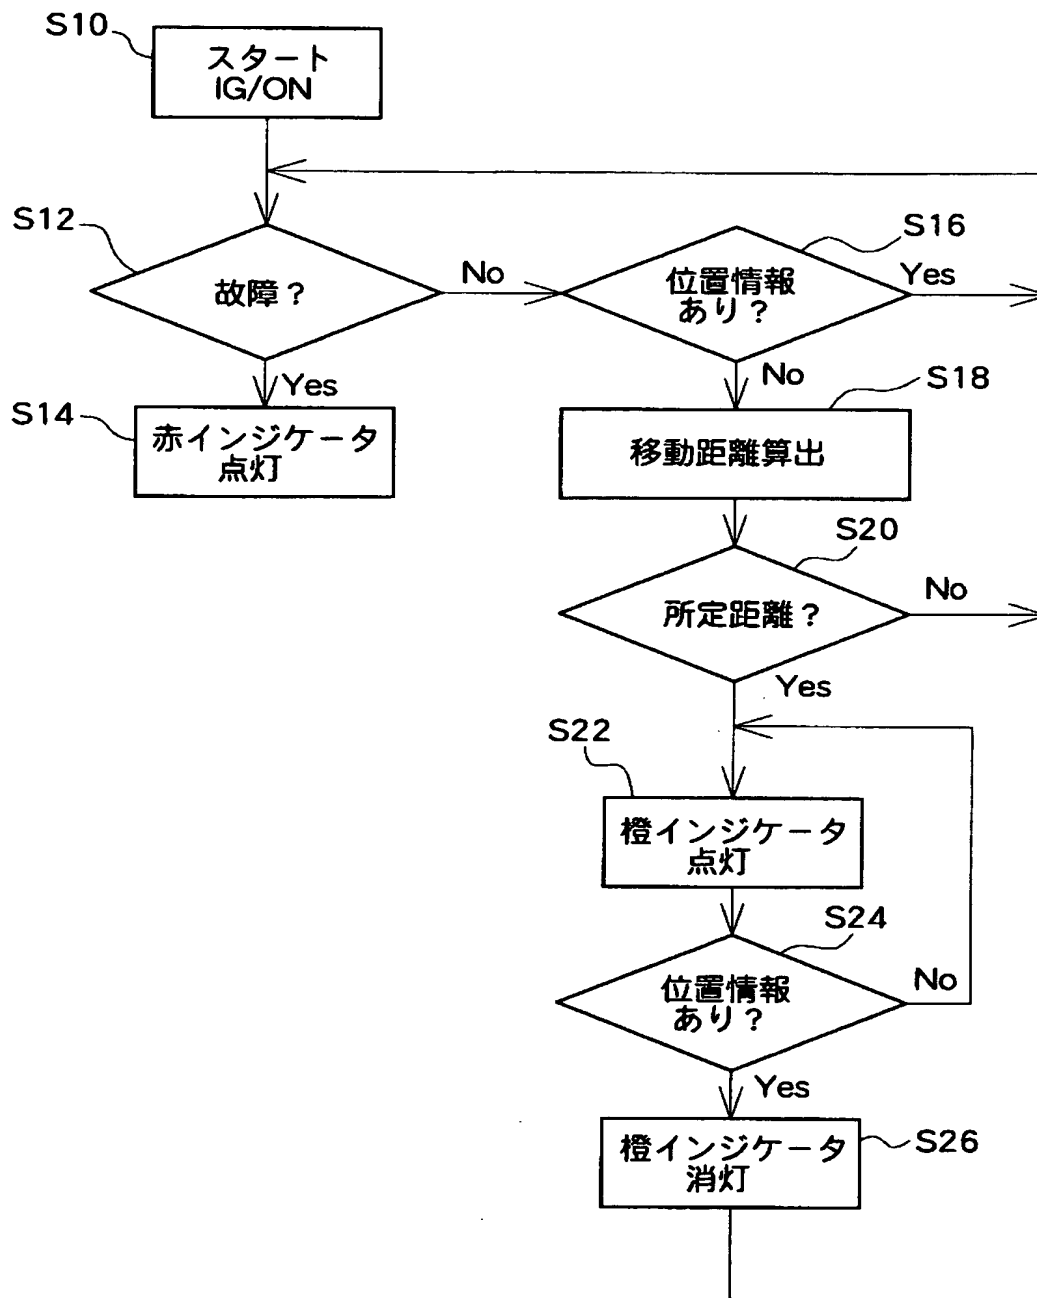 S10
スタート
IG/ON
S12
故障？
No
S16
位置情報
あり？
Yes
Yes
No
S14
赤インジケータ
点灯
S18
移動距離算出
S20
所定距離？
No
Yes
S22
橙インジケータ
点灯
S24
位置情報
あり？
No
Yes
橙インジケータ
消灯
S26